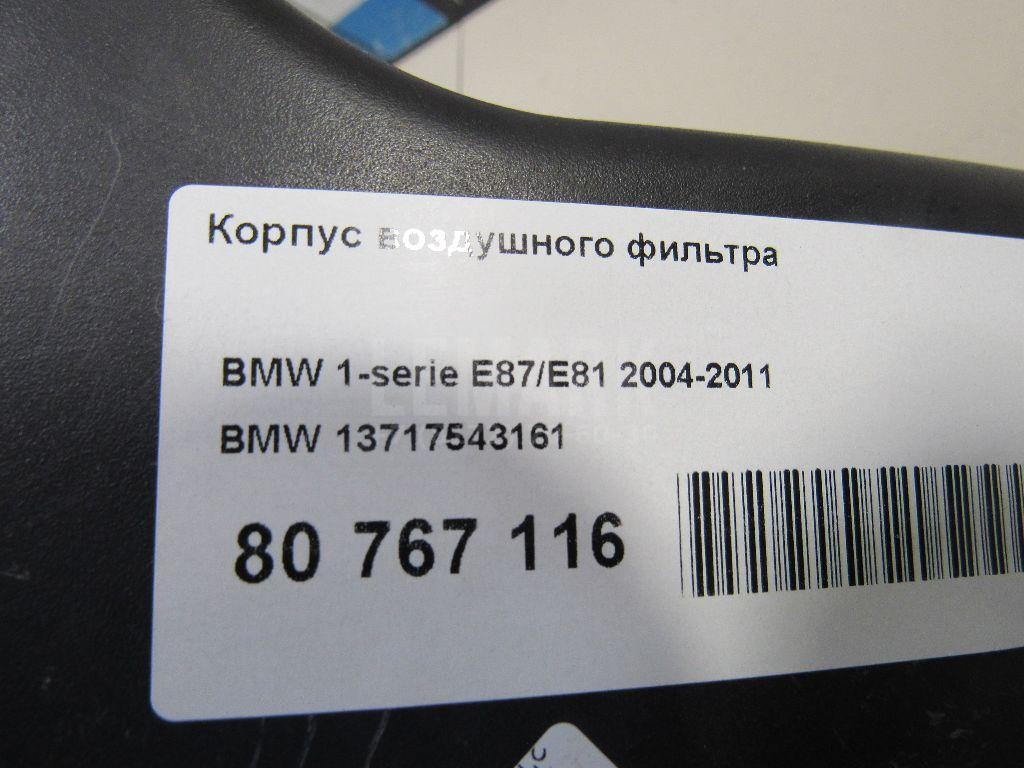 Корпус воздушного фильтра
BMW 1-serie E87/E81 2004-2011
BMW 13717543161
80 767 116